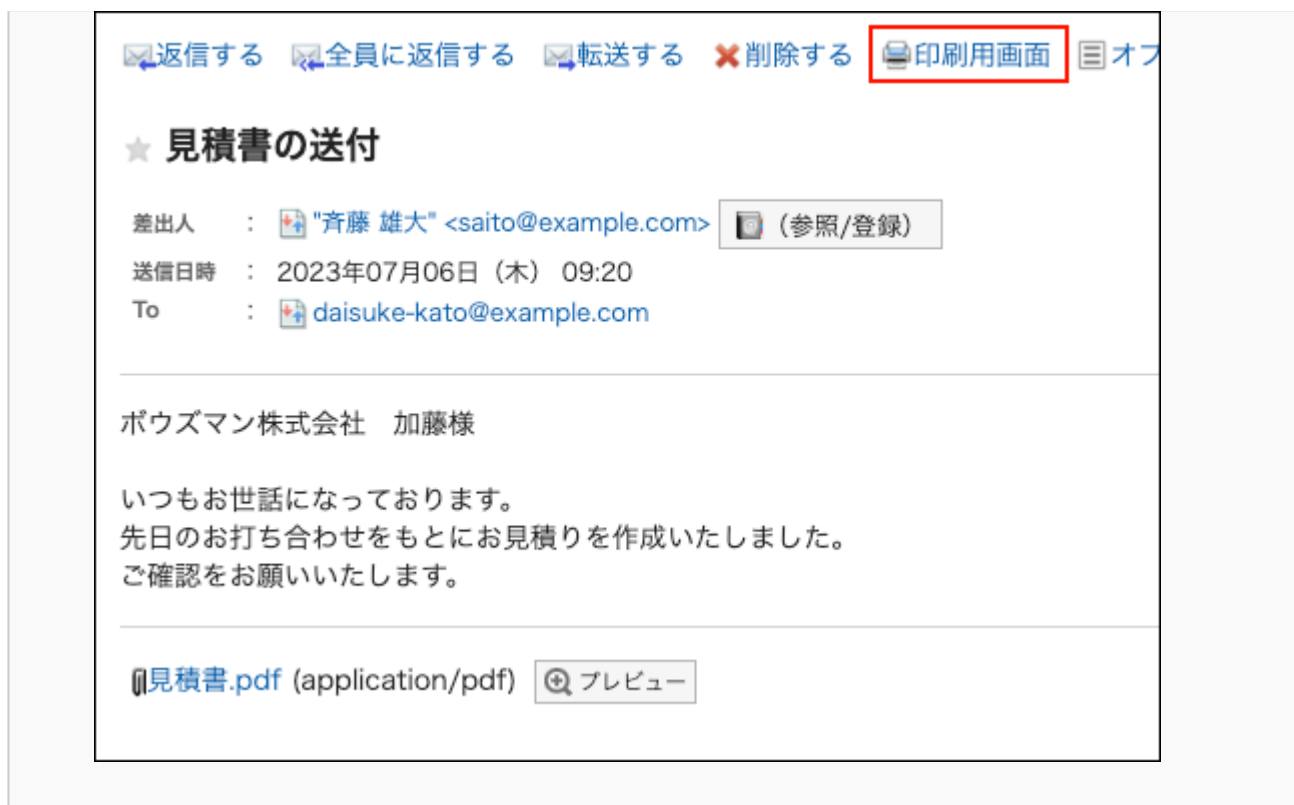 返信する 全員に返信する 転送する 削除する 印刷用画面 オフ
見積書の送付
差出人 : "斉藤 雄大" <saito@example.com> (参照/登録)
送信日時 : 2023年07月06日（木） 09:20
To : daisuke-kato@example.com
ボウズマン株式会社　加藤様
いつもお世話になっております。
先日のお打ち合わせをもとにお見積りを作成いたしました。
ご確認をお願いいたします。
見積書.pdf (application/pdf) プレビュー